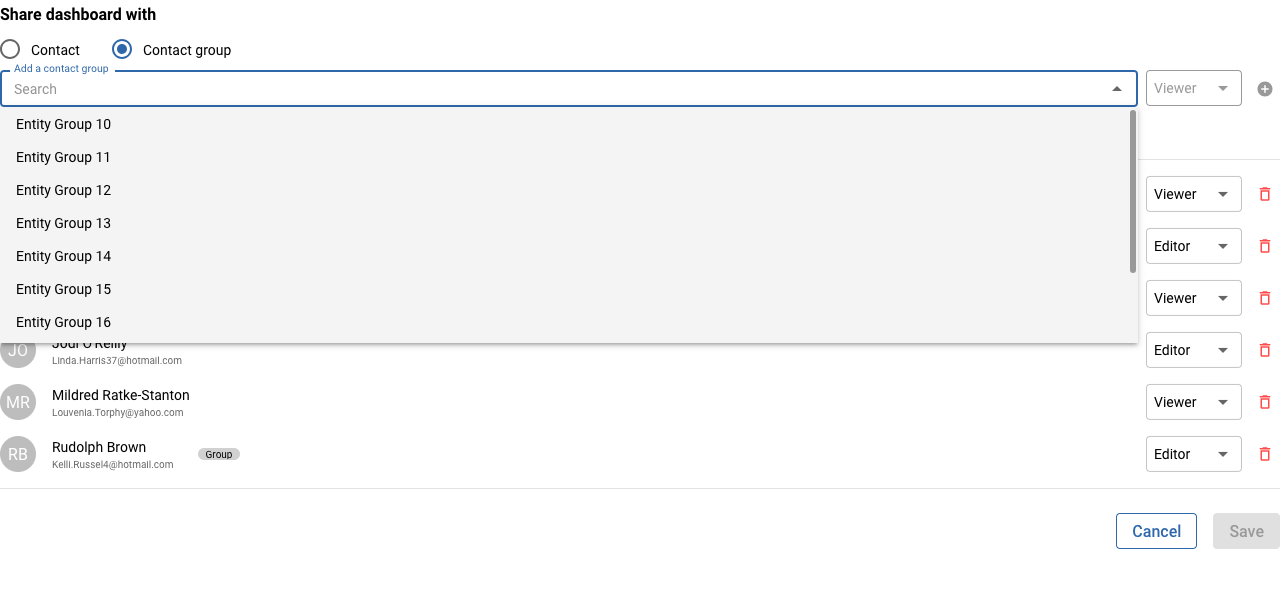 Share dashboard with
Contact
Contact group
Add a contact group
Search
Viewer
Entity Group 10
Entity Group 11
Entity Group 12
Entity Group 13
Entity Group 14
Entity Group 15
Entity Group 16
Viewer
Editor
Viewer
JO
Jodi O'Reilly
Linda.Harris37@hotmail.com
Editor
MR
Mildred Ratke-Stanton
Louvenia.Torphy@yahoo.com
Viewer
RB
Rudolph Brown
Kelli.Russel4@hotmail.com
Group
Editor
Cancel
Save